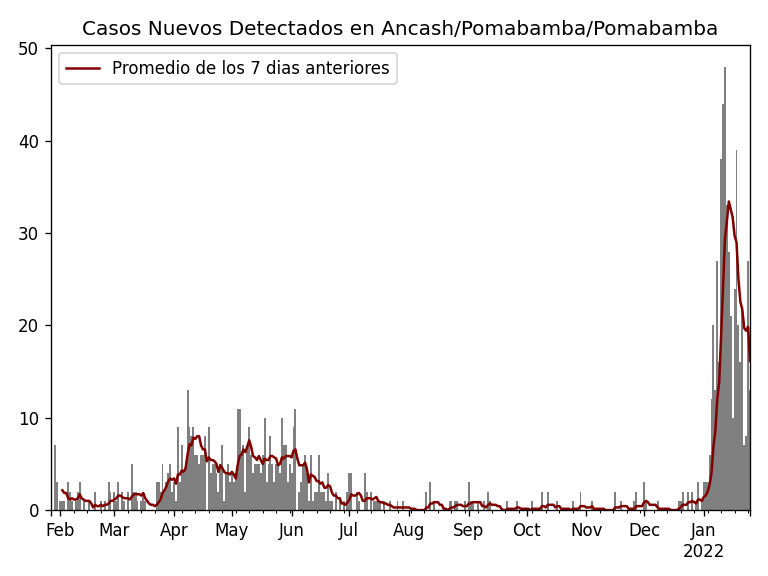 Casos Nuevos Detectados en Ancash/Pomabamba/Pomabamba
Promedio de los 7 dias anteriores
50
40
30
20
10
0
Feb Mar Apr May Jun Jul Aug Sep Oct Nov Dec Jan
2022